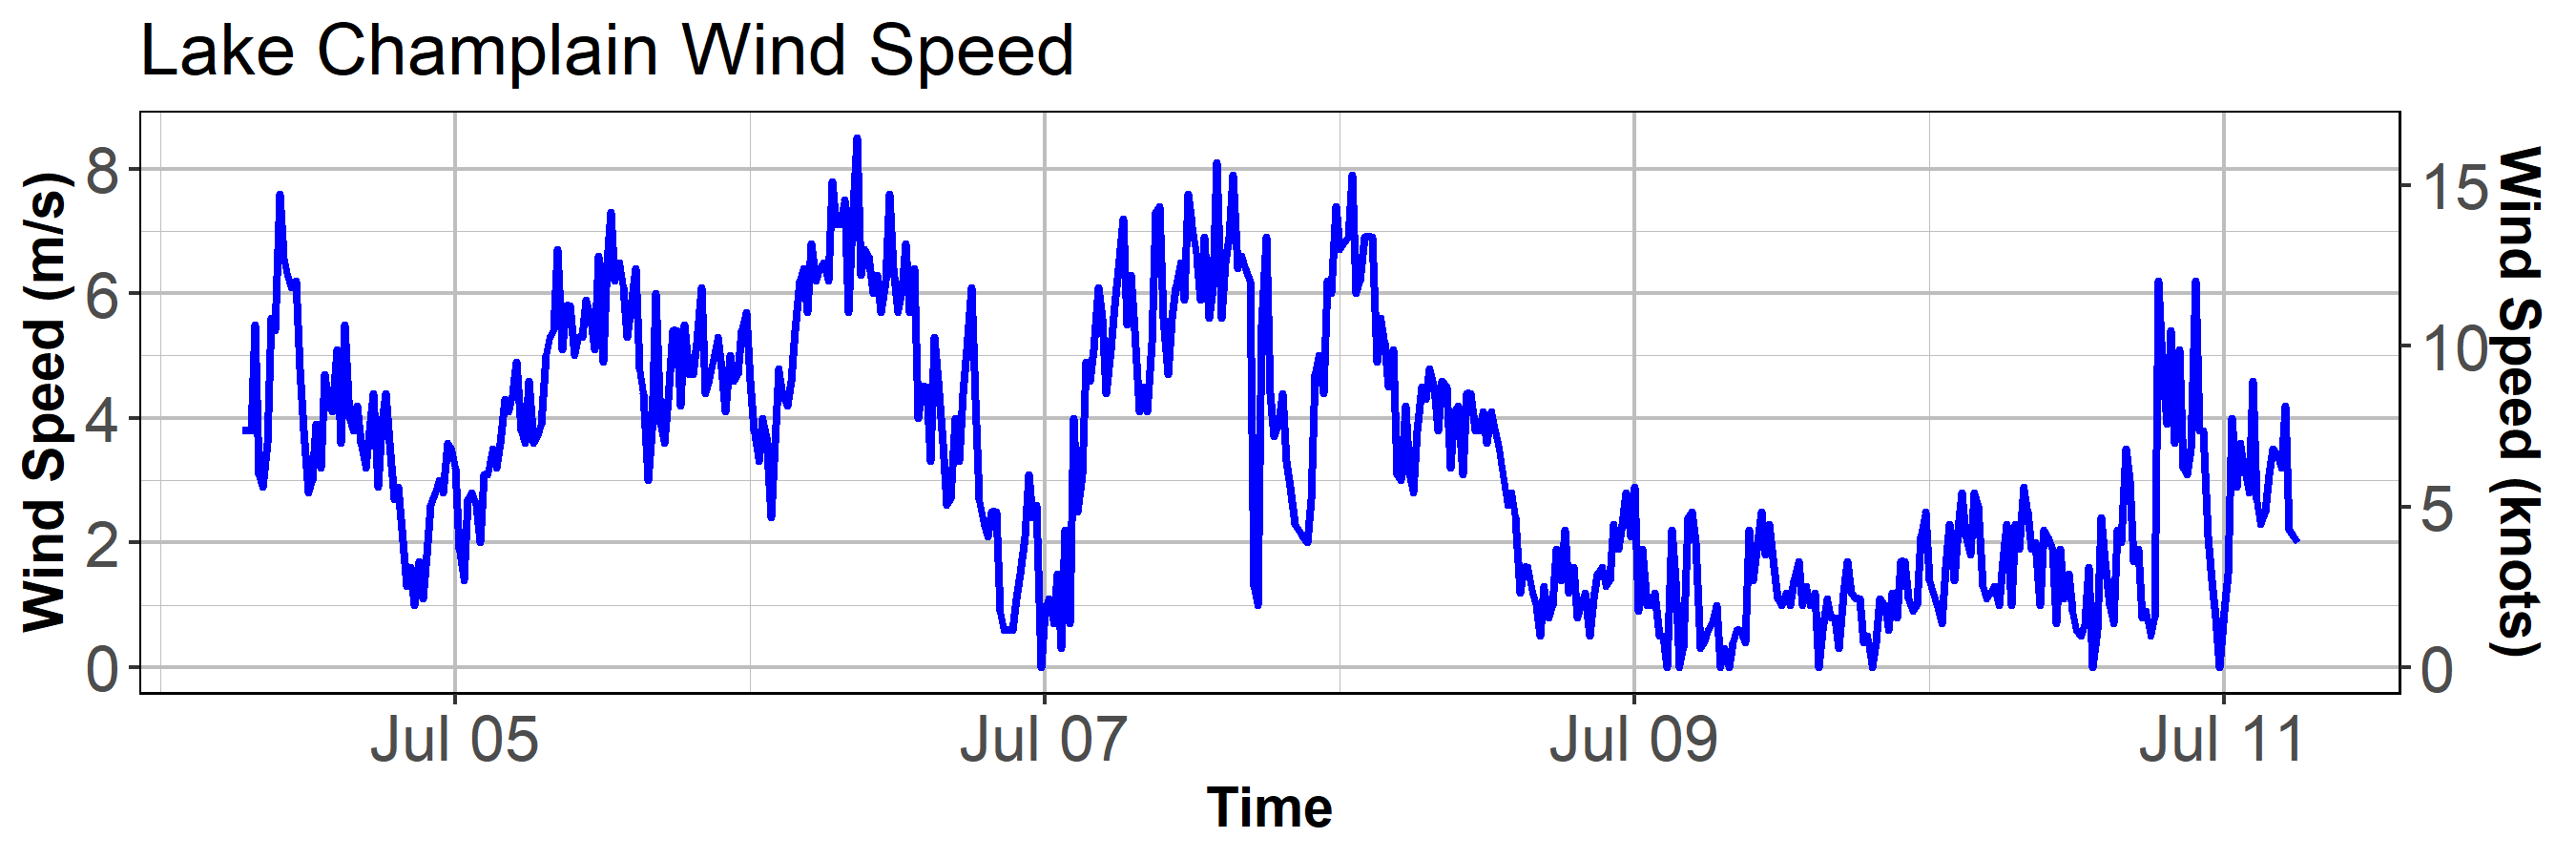 Lake Champlain Wind Speed
Wind Speed (m/s)
8
6
4
2
0
15
10
5
0
Wind Speed (knots)
Jul 05
Jul 07
Jul 09
Jul 11
Time